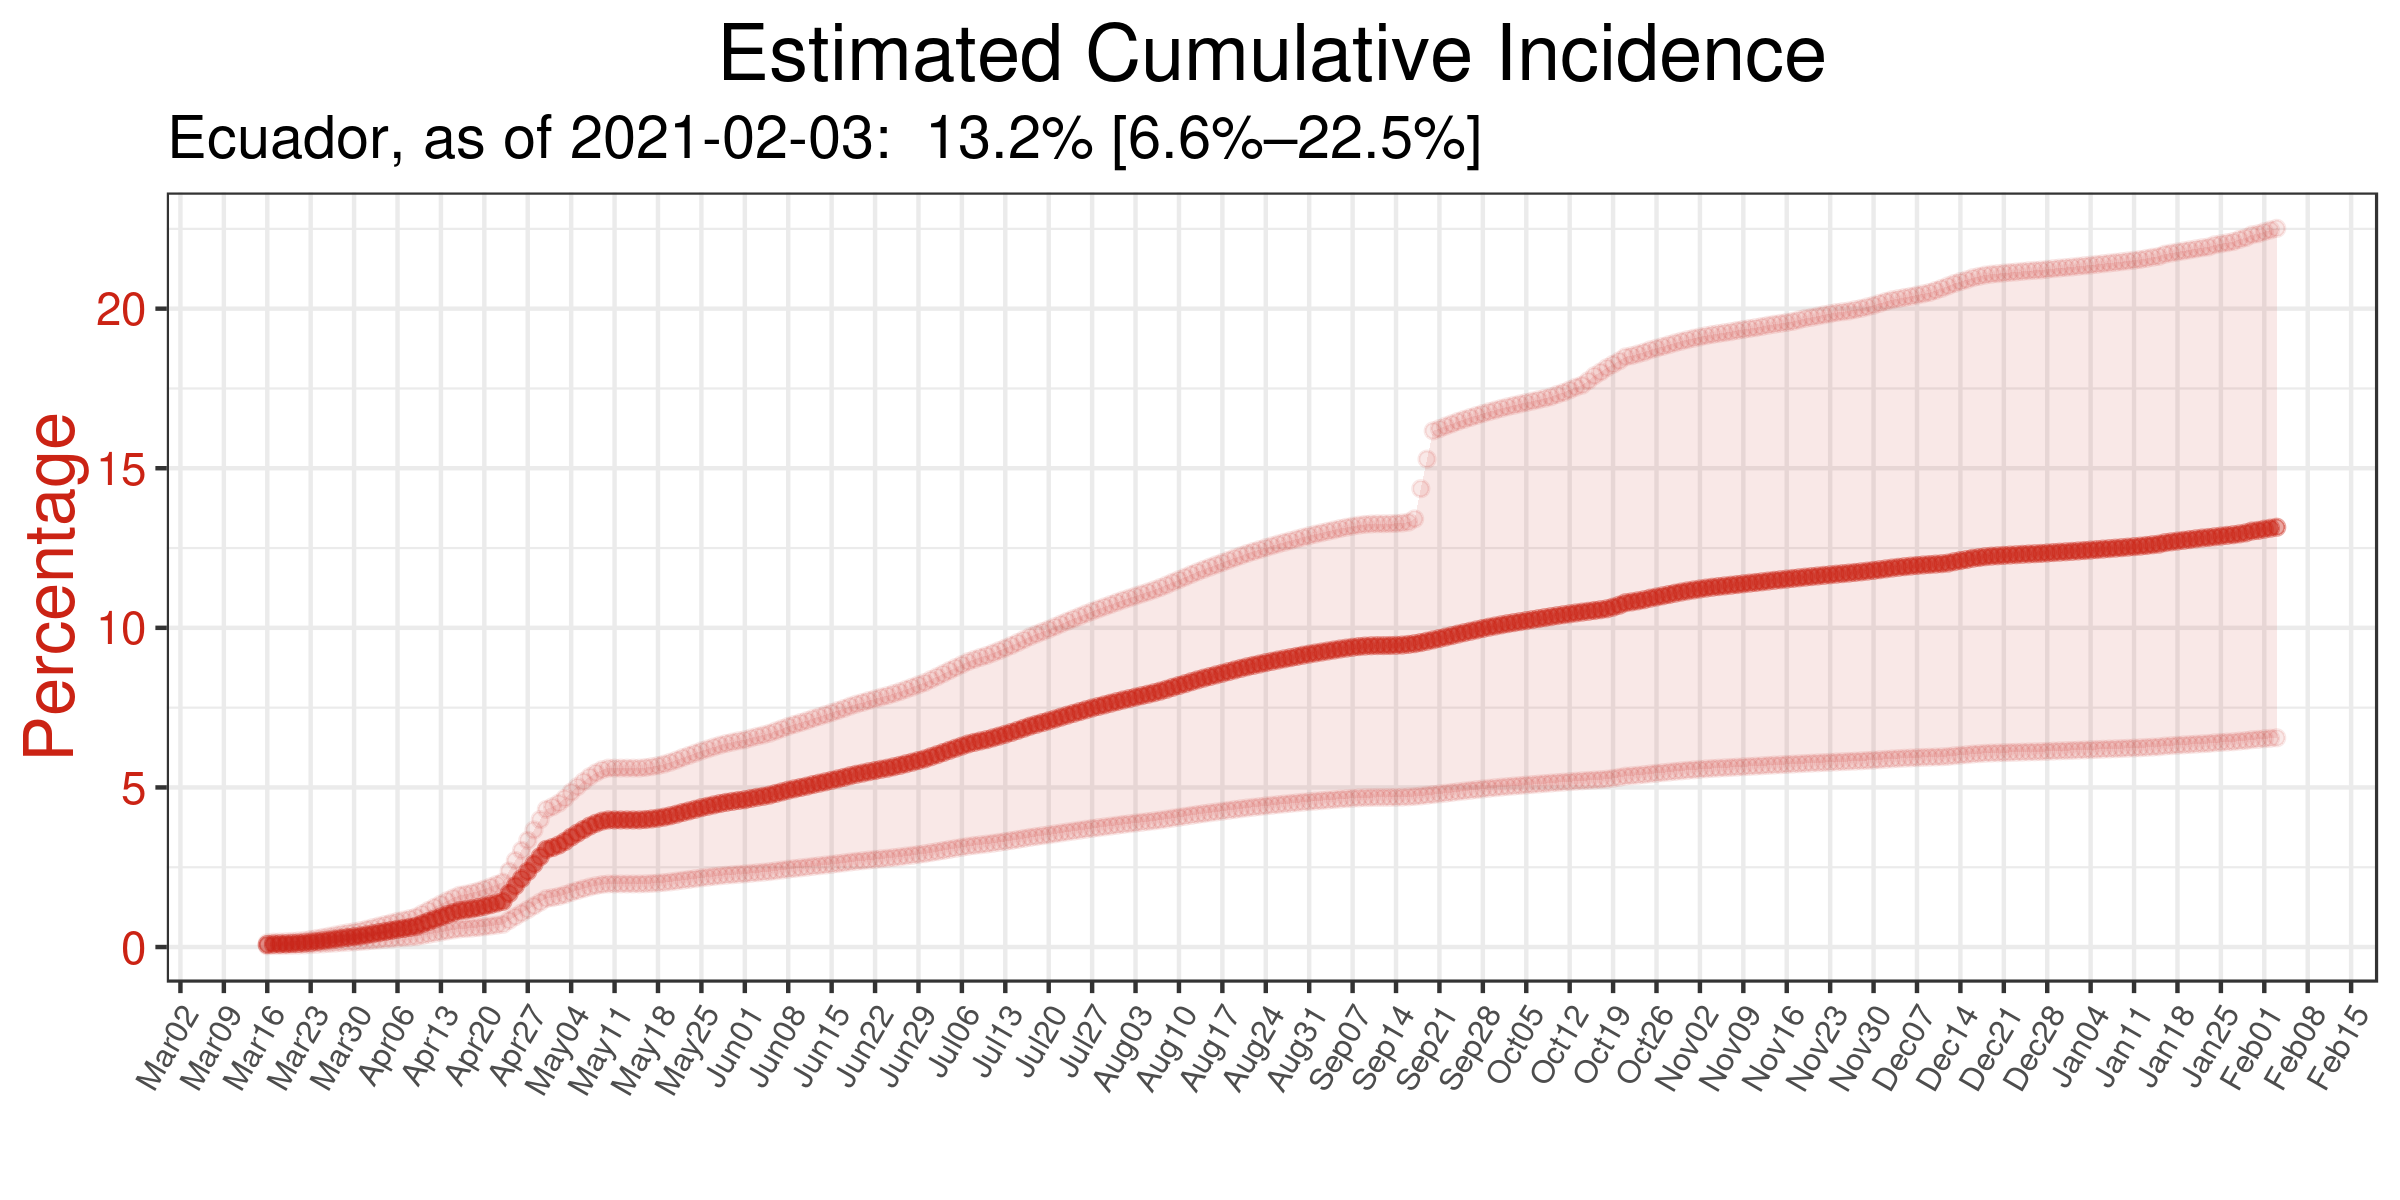 Estimated Cumulative Incidence
Ecuador, as of 2021-02-03:  13.2% [6.6%–22.5%]
Percentage
20
15
10
5
0
Mar02
Mar09
Mar16
Mar23
Mar30
Apr06
Apr13
Apr20
Apr27
May04
May11
May18
May25
Jun01
Jun08
Jun15
Jun22
Jun29
Jul06
Jul13
Jul20
Jul27
Aug03
Aug10
Aug17
Aug24
Aug31
Sep07
Sep14
Sep21
Sep28
Oct05
Oct12
Oct19
Oct26
Nov02
Nov09
Nov16
Nov23
Nov30
Dec07
Dec14
Dec21
Dec28
Jan04
Jan11
Jan18
Jan25
Feb01
Feb08
Feb15